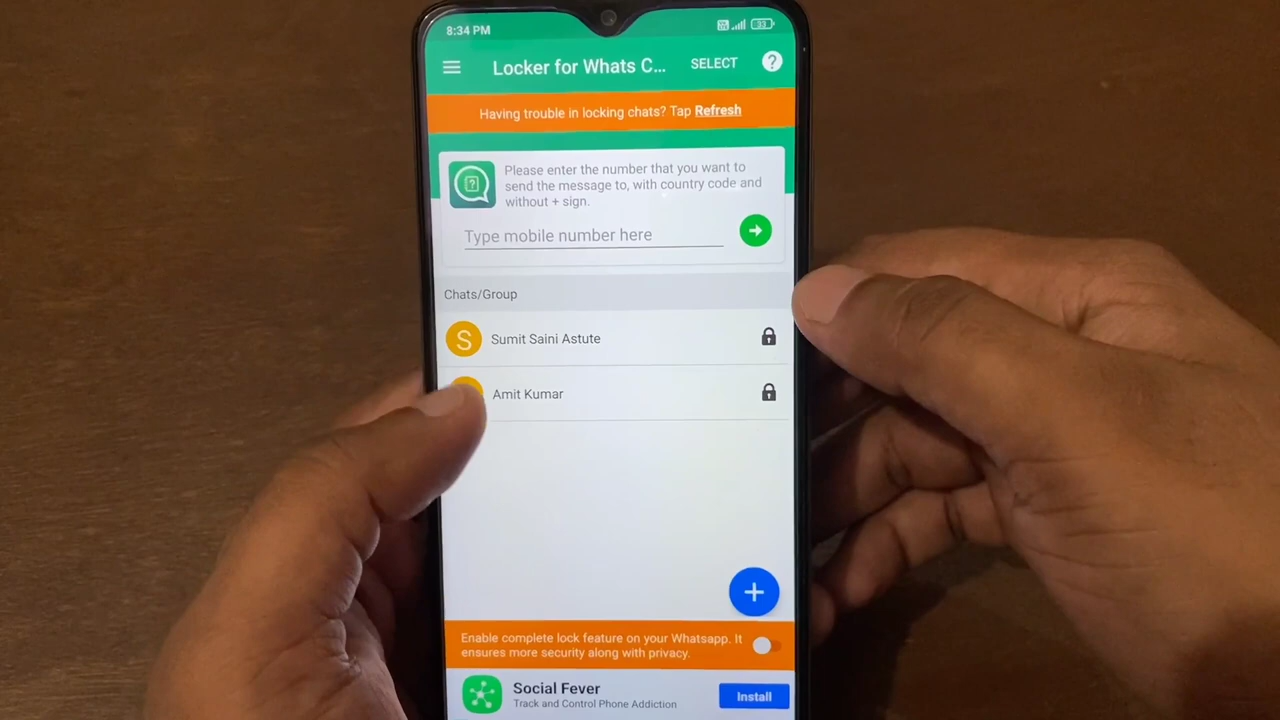 8:34 PM
33
Locker for Whats C...
SELECT
?
Having trouble in locking chats? Tap Refresh
Please enter the number that you want to
send the message to, with country code and
without + sign.
Type mobile number here
Chats/Group
S
Sumit Saini Astute
Amit Kumar
Enable complete lock feature on your Whatsapp. It
ensures more security along with privacy.
Social Fever
Track and Control Phone Addiction
Install